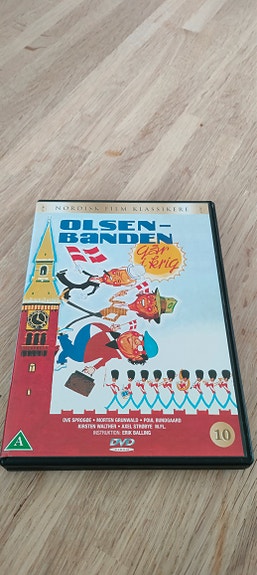 NORDISK FILM KLASSIKERE
OLSEN-
BANDEN
går
i krig
OVE SPROGØE • MORTEN GRUNWALD • POUL BUNDGAARD
KIRSTEN WALTHER • AXEL STRØBYE M.FL.
INSTRUKTION: ERIK BALLING
A
DVD
VIDEO
10